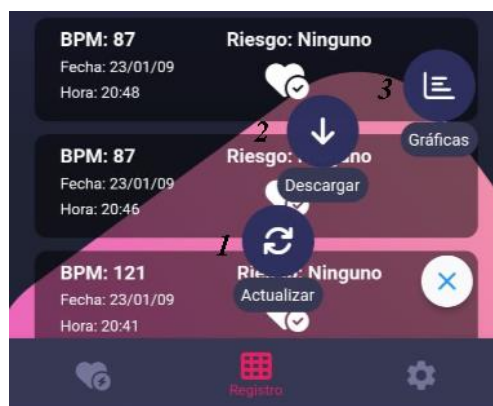 BPM: 87 Riesgo: Ninguno
Fecha: 23/01/09
Hora: 20:48
3
Gráficas
2
BPM: 87 Riesgo: Ninguno
Fecha: 23/01/09
Descargar
Hora: 20:46
1
BPM: 121 Riesgo: Ninguno
Fecha: 23/01/09
Actualizar
Hora: 20:41
Registro